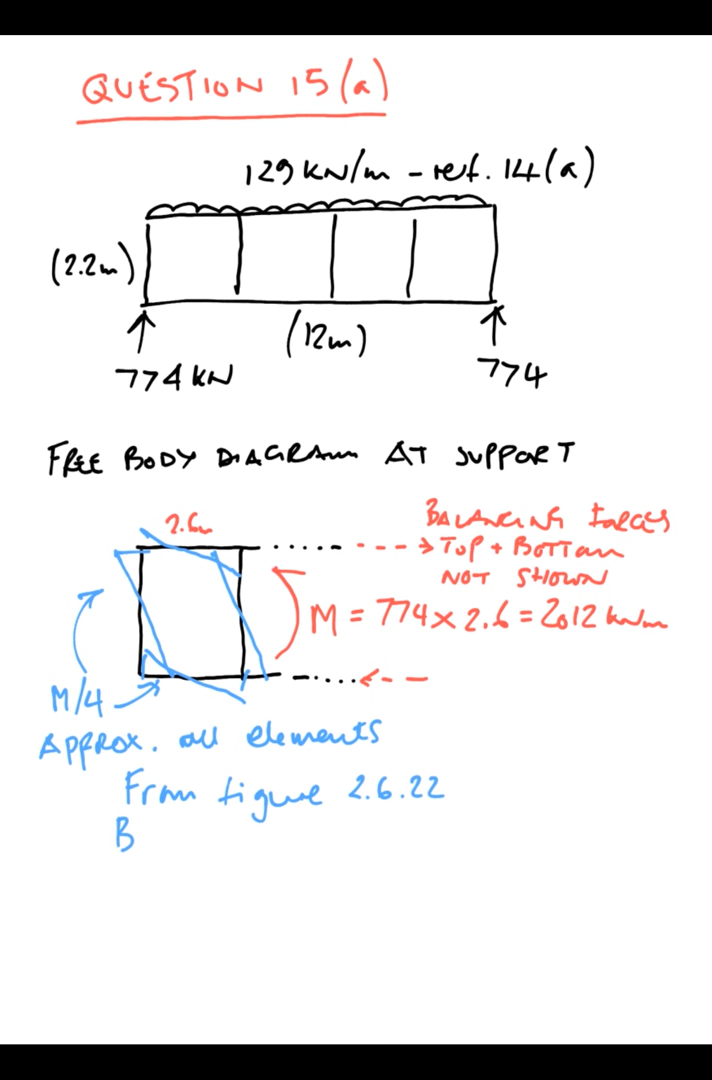 QUESTION 15(a)
129 kN/m - ref. 14(a)
(2.2m)
(12m)
774 kN
774
FREE BODY DIAGRAM AT SUPPORT
2.6m
BALANCING FORCES
TOP + BOTTOM
NOT SHOWN
M = 774 x 2.6 = 2012 kNm
M/4
APPROX. all elements
From figure 2.6.22
B